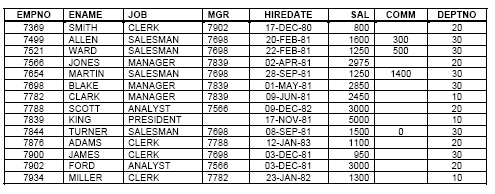 EMPNO ENAME JOB MGR HIREDATE SAL COMM DEPTNO
7369 SMITH CLERK 7902 17-DEC-80 800 20
7499 ALLEN SALESMAN 7698 20-FEB-81 1600 300 30
7521 WARD SALESMAN 7698 22-FEB-81 1250 500 30
7566 JONES MANAGER 7839 02-APR-81 2975 20
7654 MARTIN SALESMAN 7698 28-SEP-81 1250 1400 30
7698 BLAKE MANAGER 7839 01-MAY-81 2850 30
7782 CLARK MANAGER 7839 09-JUN-81 2450 10
7788 SCOTT ANALYST 7566 09-DEC-82 3000 20
7839 KING PRESIDENT 17-NOV-81 5000 10
7844 TURNER SALESMAN 7698 08-SEP-81 1500 0 30
7876 ADAMS CLERK 7788 12-JAN-83 1100 20
7900 JAMES CLERK 7698 03-DEC-81 950 30
7902 FORD ANALYST 7566 03-DEC-81 3000 20
7934 MILLER CLERK 7782 23-JAN-82 1300 10